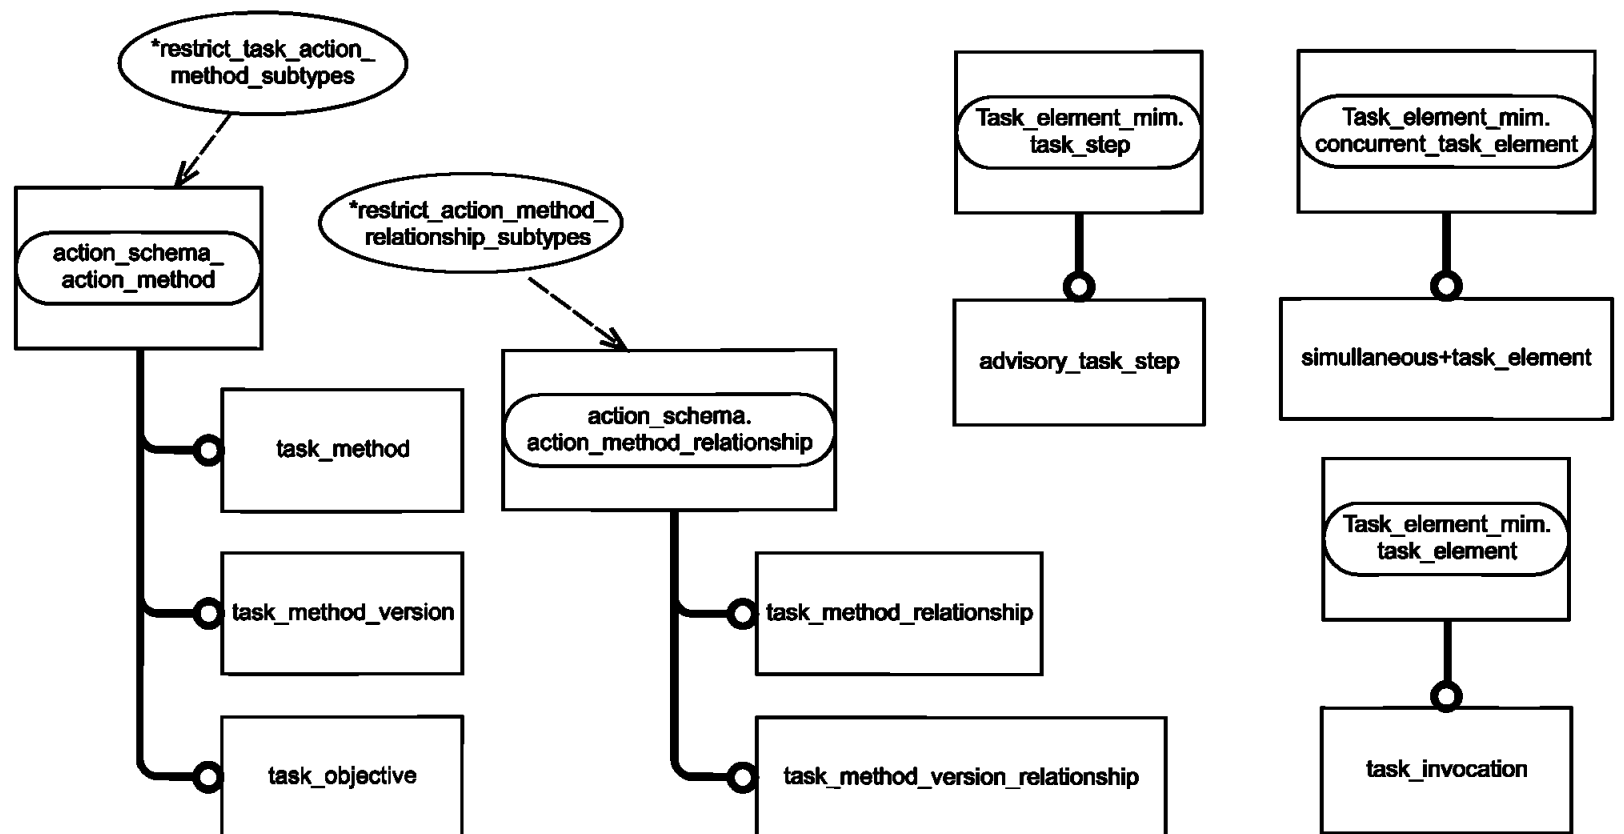 *restrict_task_action_
method_subtypes
action_schema_
action_method
task_method
task_method_version
task_objective
*restrict_action_method_
relationship_subtypes
action_schema.
action_method_relationship
task_method_relationship
task_method_version_relationship
Task_element_mim.
task_step
advisory_task_step
Task_element_mim.
concurrent_task_element
simullaneous+task_element
Task_element_mim.
task_element
task_invocation